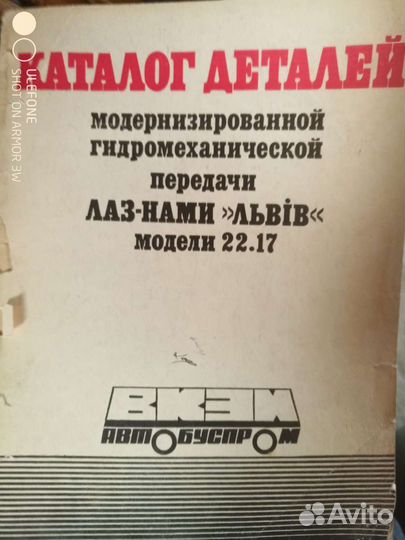 КАТАЛОГ ДЕТАЛЕЙ
модернизированной
гидромеханической
передачи
ЛАЗ-НАМИ »ЛЬВІВ«
модели 22.17
ВКЭИ
АВТОБУСПРОМ
ULEFONE
SHOT ON ARMOR 3W
Avito